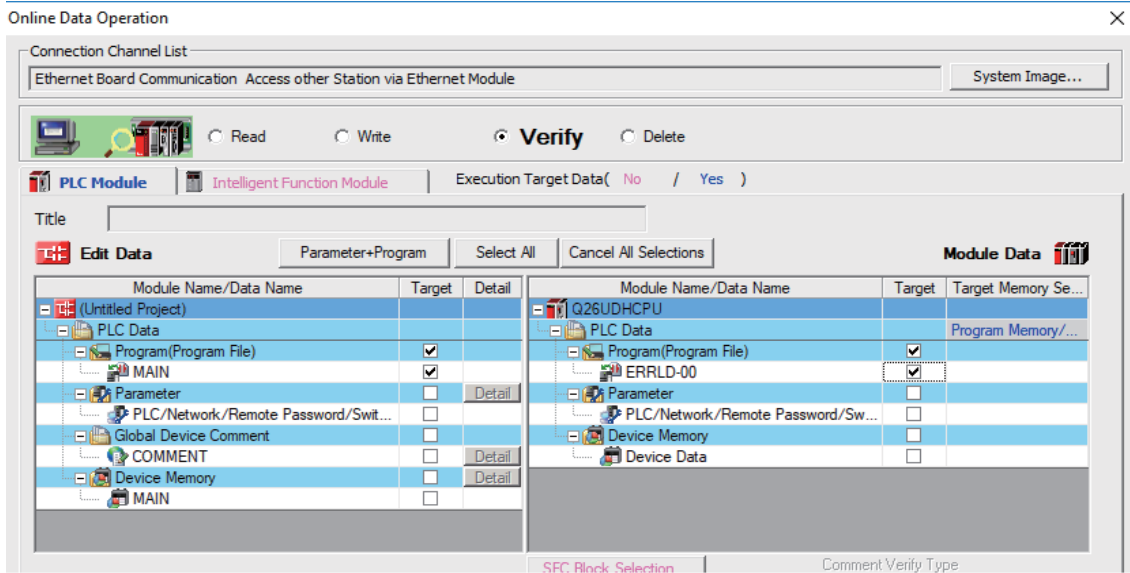 Online Data Operation
Connection Channel List
Ethernet Board Communication Access other Station via Ethernet Module
System Image...
Read Write Verify Delete
PLC Module Intelligent Function Module Execution Target Data( No / Yes )
Title
Edit Data Parameter+Program Select All Cancel All Selections Module Data
Module Name/Data Name Target Detail Module Name/Data Name Target Target Memory Se...
(Untitled Project) Q26UDHCPU
PLC Data PLC Data Program Memory/...
Program(Program File) Program(Program File)
MAIN ERRLD-00
Parameter Detail Parameter
PLC/Network/Remote Password/Swit... PLC/Network/Remote Password/Sw...
Global Device Comment Device Memory
COMMENT Detail Device Data
Device Memory Detail
MAIN
SFC Block Selection Comment Verify Type